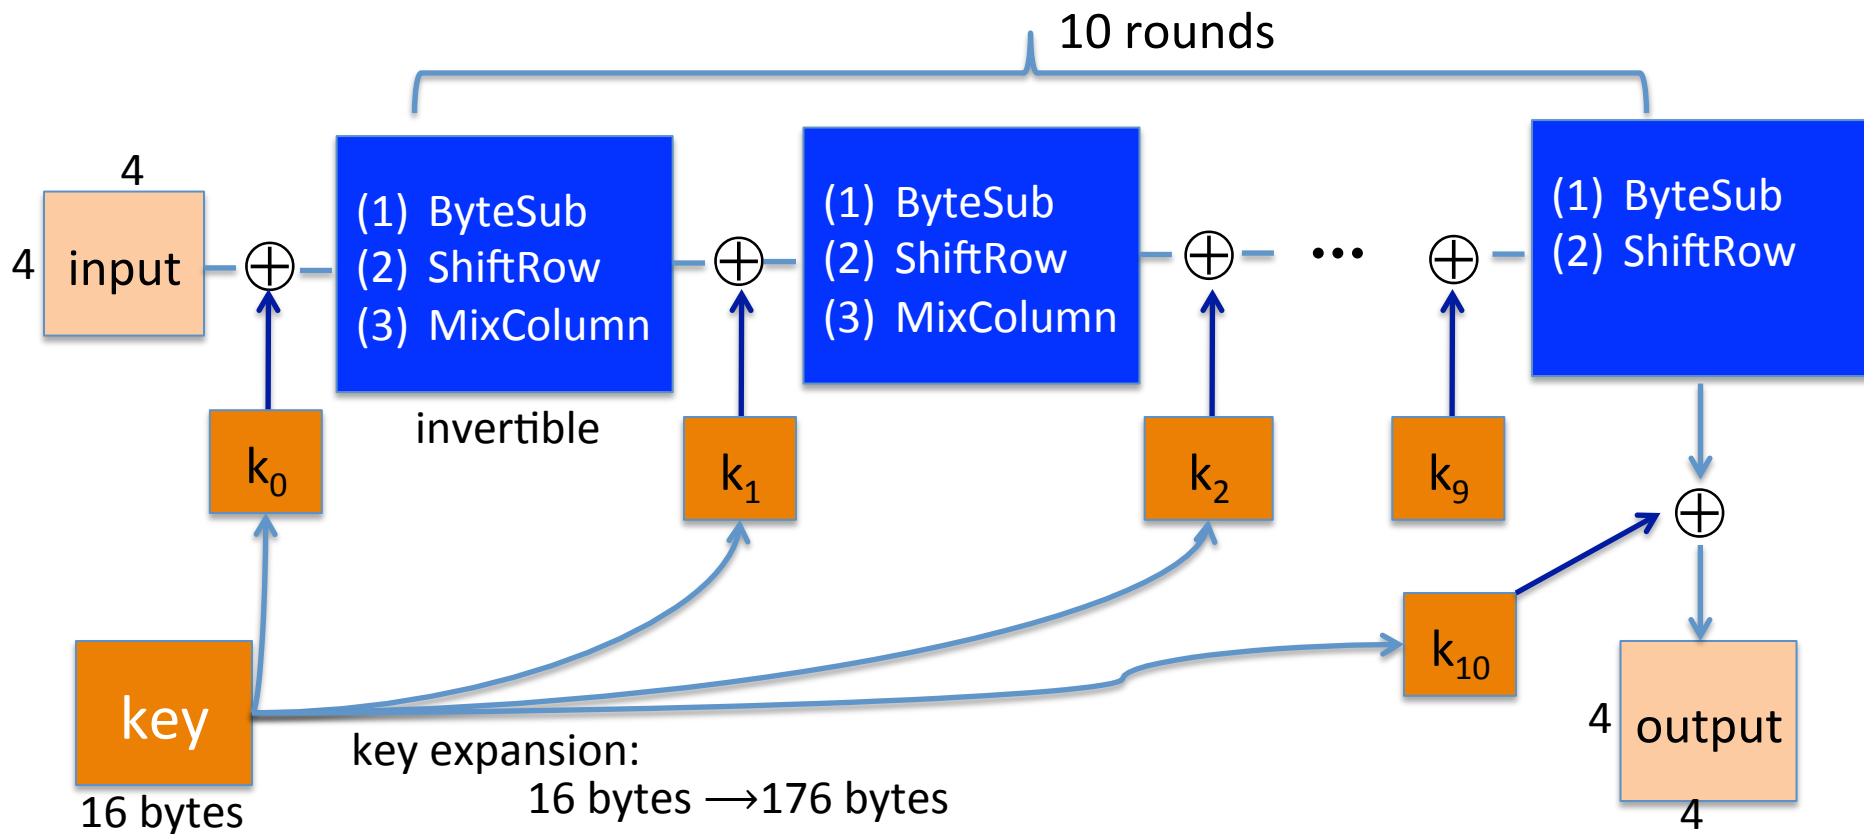 10 rounds
4
4
input
(1) ByteSub
(2) ShiftRow
(3) MixColumn
invertible
(1) ByteSub
(2) ShiftRow
(3) MixColumn
•••
(1) ByteSub
(2) ShiftRow
k₀
k₁
k₂
k₉
k₁₀
key
16 bytes
key expansion:
16 bytes ⟶176 bytes
4
output
4